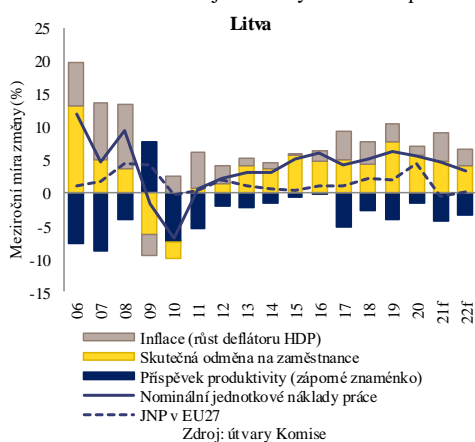 Litva
Meziroční míra změny (%)
25
20
15
10
5
0
-5
-10
-15
06 07 08 09 10 11 12 13 14 15 16 17 18 19 20 21f 22f
Inflace (růst deflátoru HDP)
Skutečná odměna na zaměstnance
Příspěvek produktivity (záporné znaménko)
Nominální jednotkové náklady práce
JNP v EU27
Zdroj: útvary Komise